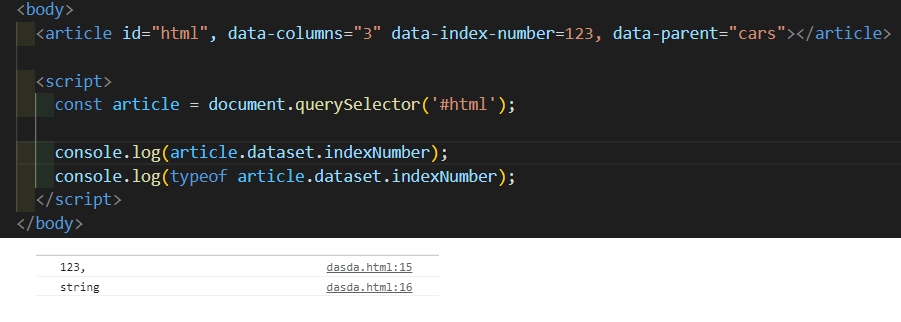 <body>
<article id="html", data-columns="3" data-index-number=123, data-parent="cars"></article>
<script>
const article = document.querySelector('#html');
console.log(article.dataset.indexNumber);
console.log(typeof article.dataset.indexNumber);
</script>
</body>
123, dasda.html:15
string dasda.html:16